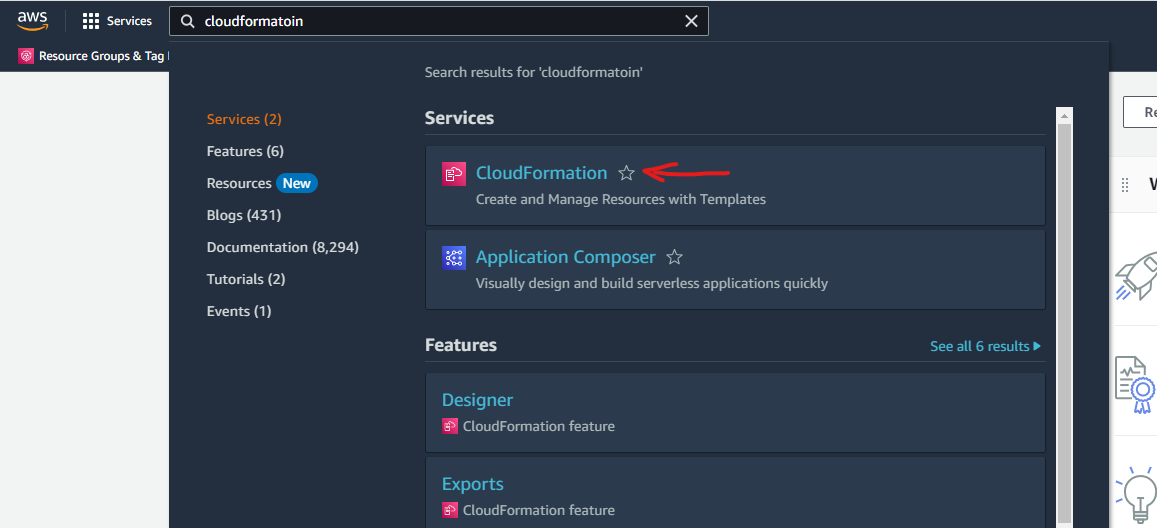 aws
Services
cloudformatoin
Resource Groups & Tag
Search results for 'cloudformatoin'
Services (2)
Features (6)
Resources New
Blogs (431)
Documentation (8,294)
Tutorials (2)
Events (1)
Services
CloudFormation
Create and Manage Resources with Templates
Application Composer
Visually design and build serverless applications quickly
Features
See all 6 results
Designer
CloudFormation feature
Exports
CloudFormation feature
Re